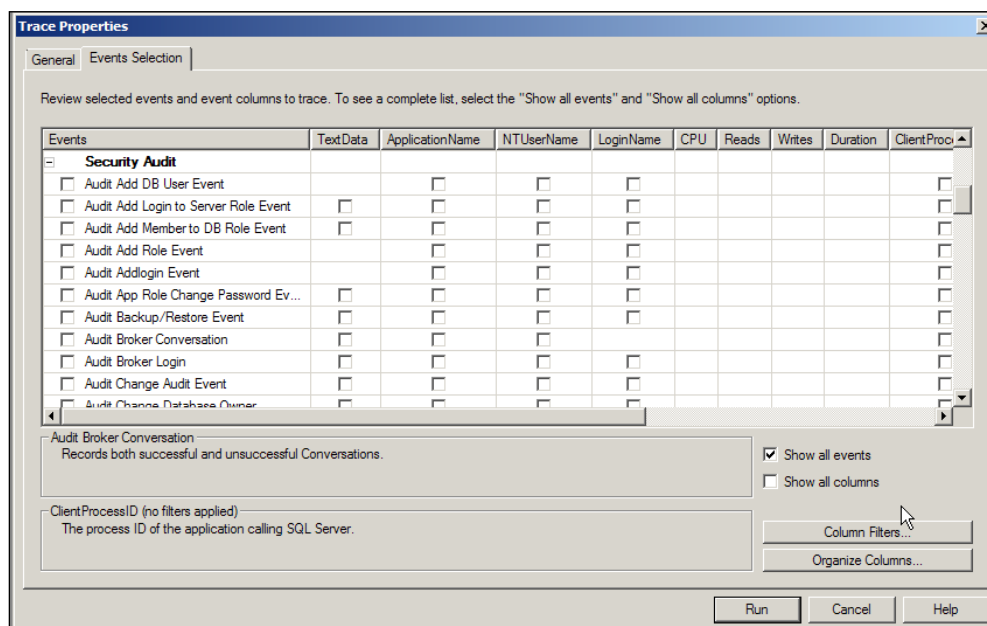 Trace Properties
General Events Selection
Review selected events and event columns to trace. To see a complete list, select the "Show all events" and "Show all columns" options.
Events TextData ApplicationName NTUserName LoginName CPU Reads Writes Duration ClientProc
Security Audit
Audit Add DB User Event
Audit Add Login to Server Role Event
Audit Add Member to DB Role Event
Audit Add Role Event
Audit Addlogin Event
Audit App Role Change Password Ev...
Audit Backup/Restore Event
Audit Broker Conversation
Audit Broker Login
Audit Change Audit Event
Audit Change Database Owner
Audit Broker Conversation
Records both successful and unsuccessful Conversations.
Show all events
Show all columns
ClientProcessID (no filters applied)
The process ID of the application calling SQL Server.
Column Filters...
Organize Columns...
Run Cancel Help